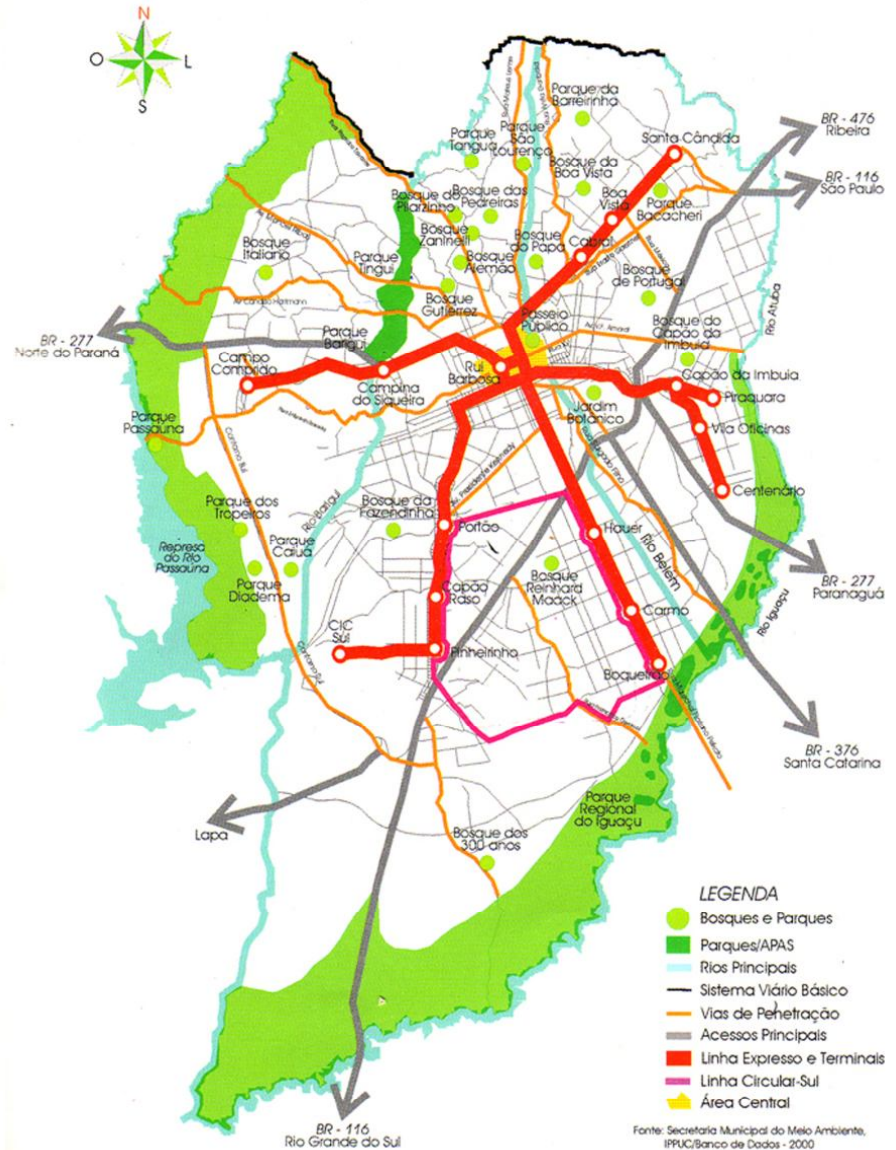 N
O
L
S
BR - 476
Ribeira
BR - 116
São Paulo
Parque da
Barreirinha
Santa Cândida
Parque
Tangua
Parque
São
Lourenço
Bosque da
Boa Vista
Boa
Vista
Parque
Bacacheri
Bosque do
Pilarzinho
Bosque das
Pedreiras
Bosque
Zaninelli
Bosque
do Papa
Cabral
Bosque
Italiano
Parque
Tingui
Bosque
Alemão
Bosque
de Portugal
Bosque
Gutierrez
Rio Atuba
BR - 277
Norte do Paraná
Parque
Barigui
Passeio
Público
Bosque do
Capão da
Imbuia
Campo
Comprido
Campina
do Siqueira
Rui
Barbosa
Capão da Imbuia
Piraquara
Jardim
Botânico
Vila Oficinas
Parque
Passaúna
Centenário
Parque dos
Tropeiros
Rio Barigui
Bosque da
Fazendinha
Av. Presidente Kennedy
Portão
Hauer
Rio Belém
Represa
do Rio
Passaúna
Parque
Caiuá
Parque
Diadema
Capão
Raso
Bosque
Reinhard
Maack
BR - 277
Paranaguá
Rio Iguaçu
Carmo
CIC
Sul
Pinheirinho
Boqueirão
BR - 376
Santa Catarina
Lapa
Parque
Regional
do Iguaçu
Bosque dos
300 anos
LEGENDA
Bosques e Parques
Parques/APAS
Rios Principais
Sistema Viário Básico
Vias de Penetração
Acessos Principais
Linha Expresso e Terminais
Linha Circular-Sul
Área Central
BR - 116
Rio Grande do Sul
Fonte: Secretaria Municipal do Meio Ambiente,
IPPUC/Banco de Dados - 2000